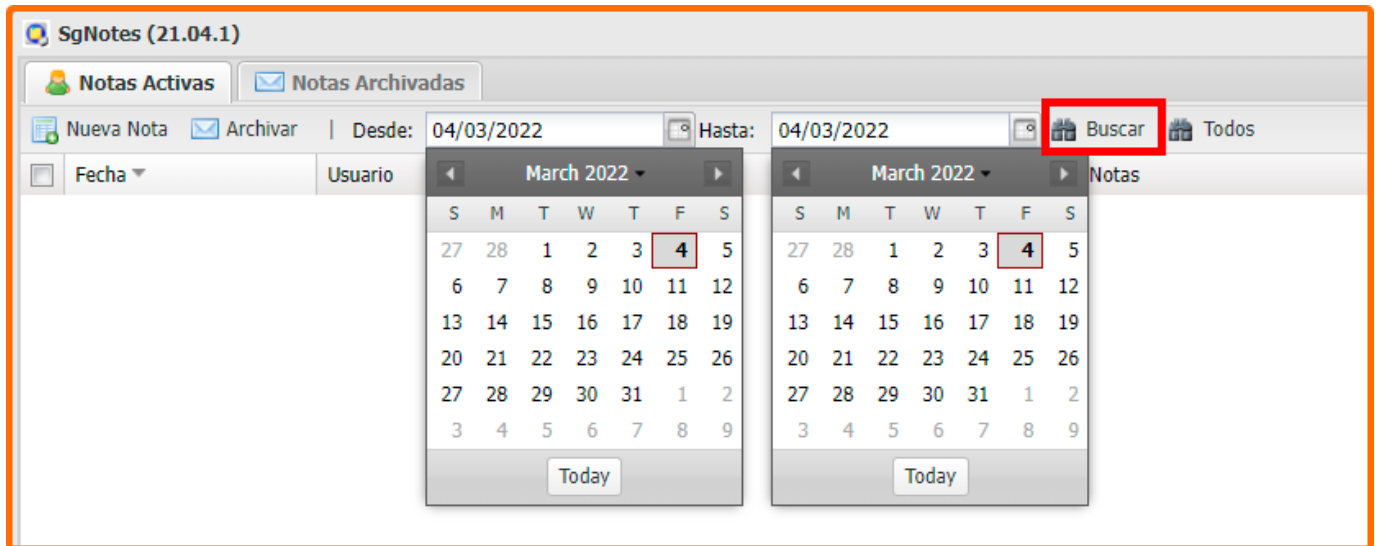 SgNotes (21.04.1)
Notas Activas Notas Archivadas
Nueva Nota Archivar | Desde: 04/03/2022 Hasta: 04/03/2022 Buscar Todos
Fecha Usuario Notas
March 2022 March 2022
S M T W T F S S M T W T F S
27 28 1 2 3 4 5 27 28 1 2 3 4 5
6 7 8 9 10 11 12 6 7 8 9 10 11 12
13 14 15 16 17 18 19 13 14 15 16 17 18 19
20 21 22 23 24 25 26 20 21 22 23 24 25 26
27 28 29 30 31 1 2 27 28 29 30 31 1 2
3 4 5 6 7 8 9 3 4 5 6 7 8 9
Today Today